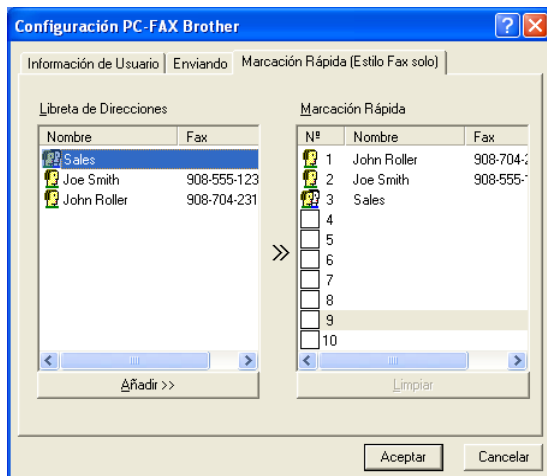 Configuración PC-FAX Brother
Información de Usuario Enviando Marcación Rápida (Estilo Fax solo)
Libreta de Direcciones
Nombre Fax
Sales
Joe Smith 908-555-123
John Roller 908-704-231
Añadir >>
Marcación Rápida
Nº Nombre Fax
1 John Roller 908-704-2
2 Joe Smith 908-555-
3 Sales
4
5
6
7
8
9
10
Limpiar
Aceptar Cancelar